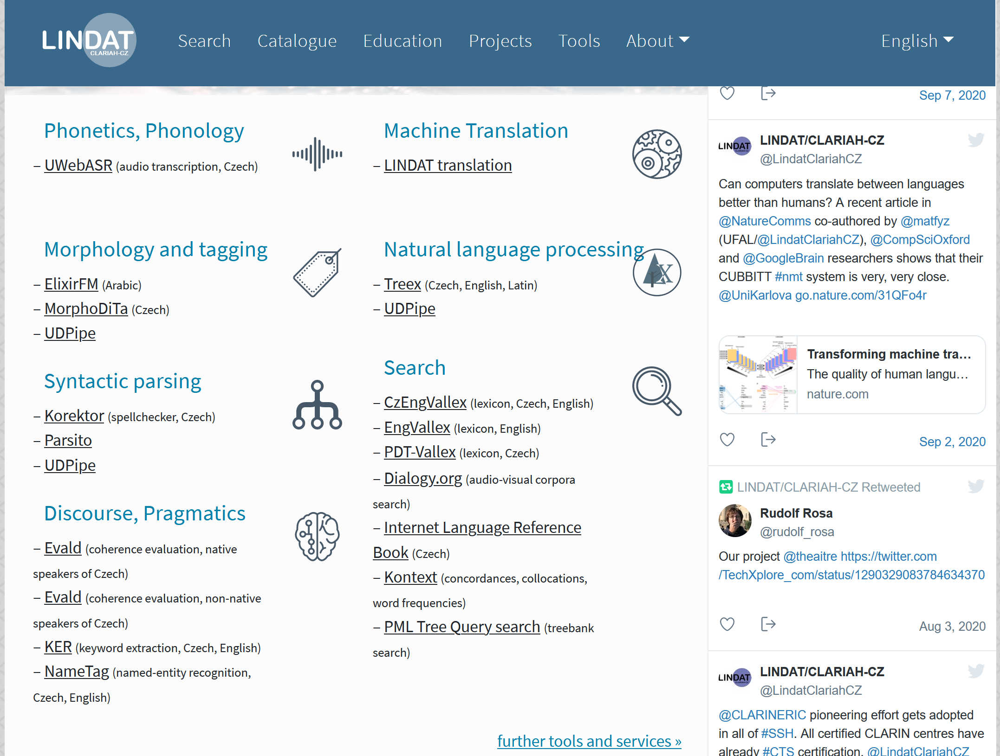 LINDAT
CLARIAH-CZ
Search Catalogue Education Projects Tools About English
Phonetics, Phonology
– UWebASR (audio transcription, Czech)
Morphology and tagging
– ElixirFM (Arabic)
– MorphoDiTa (Czech)
– UDPipe
Syntactic parsing
– Korektor (spellchecker, Czech)
– Parsito
– UDPipe
Discourse, Pragmatics
– Evald (coherence evaluation, native
speakers of Czech)
– Evald (coherence evaluation, non-native
speakers of Czech)
– KER (keyword extraction, Czech, English)
– NameTag (named-entity recognition,
Czech, English)
Machine Translation
– LINDAT translation
Natural language processing
X
– Treex (Czech, English, Latin)
– UDPipe
Search
– CzEngVallex (lexicon, Czech, English)
– EngVallex (lexicon, English)
– PDT-Vallex (lexicon, Czech)
– Dialogy.org (audio-visual corpora
search)
– Internet Language Reference
Book (Czech)
– Kontext (concordances, collocations,
word frequencies)
– PML Tree Query search (treebank
search)
further tools and services »
Sep 7, 2020
LINDAT
CLARIAH-CZ
LINDAT/CLARIAH-CZ
@LindatClariahCZ
Can computers translate between languages
better than humans? A recent article in
@NatureComms co-authored by @matfyz
(UFAL/@LindatClariahCZ), @CompSciOxford
and @GoogleBrain researchers shows that their
CUBBITT #nmt system is very, very close.
@UniKarlova go.nature.com/31QFo4r
Transforming machine tra...
The quality of human langu...
nature.com
Sep 2, 2020
LINDAT/CLARIAH-CZ Retweeted
Rudolf Rosa
@rudolf_rosa
Our project @theaitre https://twitter.com
/TechXplore_com/status/1290329083784634370
Aug 3, 2020
LINDAT
CLARIAH-CZ
LINDAT/CLARIAH-CZ
@LindatClariahCZ
@CLARINERIC pioneering effort gets adopted
in all of #SSH. All certified CLARIN centres have
already #CTS certification. @LindatClariahCZ